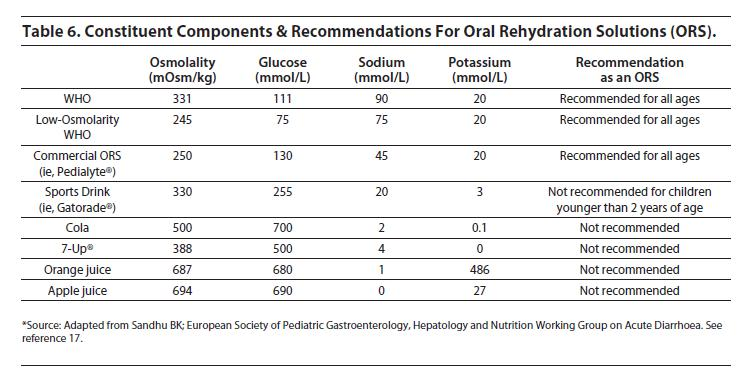 Table 6. Constituent Components & Recommendations For Oral Rehydration Solutions (ORS).
Osmolality Glucose Sodium Potassium Recommendation
(mOsm/kg) (mmol/L) (mmol/L) (mmol/L) as an ORS
WHO 331 111 90 20 Recommended for all ages
Low-Osmolarity 245 75 75 20 Recommended for all ages
WHO
Commercial ORS 250 130 45 20 Recommended for all ages
(ie, Pedialyte®)
Sports Drink 330 255 20 3 Not recommended for children
(ie, Gatorade®) younger than 2 years of age
Cola 500 700 2 0.1 Not recommended
7-Up® 388 500 4 0 Not recommended
Orange juice 687 680 1 486 Not recommended
Apple juice 694 690 0 27 Not recommended
*Source: Adapted from Sandhu BK; European Society of Pediatric Gastroenterology, Hepatology and Nutrition Working Group on Acute Diarrhoea. See
reference 17.